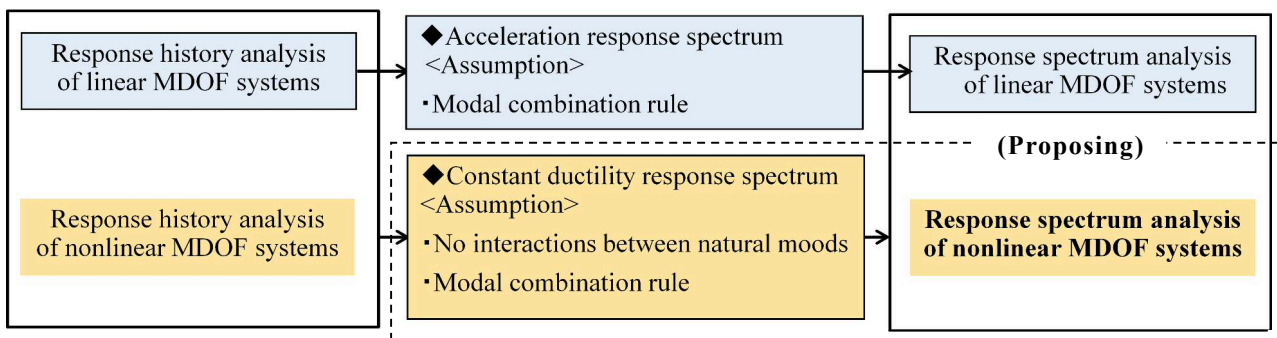 Response history analysis
of linear MDOF systems
◆Acceleration response spectrum
<Assumption>
・Modal combination rule
Response spectrum analysis
of linear MDOF systems
(Proposing)
Response history analysis
of nonlinear MDOF systems
◆Constant ductility response spectrum
<Assumption>
・No interactions between natural moods
・Modal combination rule
Response spectrum analysis
of nonlinear MDOF systems